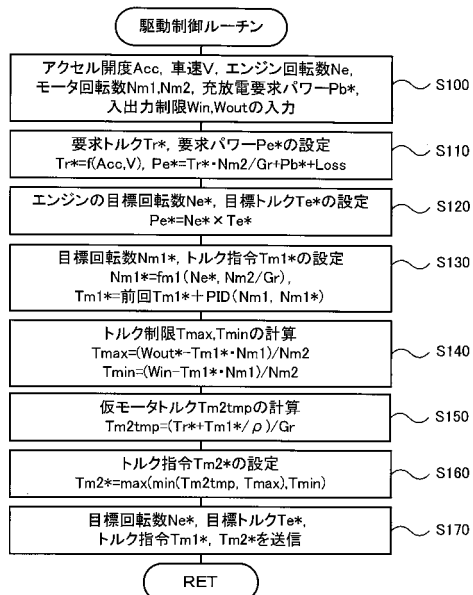 駆動制御ルーチン
アクセル開度Acc, 車速V, エンジン回転数Ne,
モータ回転数Nm1,Nm2, 充放電要求パワーPb*,
入出力制限Win,Woutの入力
S100
要求トルクTr*, 要求パワーPe*の設定
Tr*=f(Acc,V), Pe*=Tr*・Nm2/Gr+Pb*+Loss
S110
エンジンの目標回転数Ne*, 目標トルクTe*の設定
Pe*=Ne*×Te*
S120
目標回転数Nm1*, トルク指令Tm1*の設定
Nm1*=fm1(Ne*, Nm2/Gr),
Tm1*=前回Tm1*+PID(Nm1, Nm1*)
S130
トルク制限Tmax,Tminの計算
Tmax=(Wout*-Tm1*・Nm1)/Nm2
Tmin=(Win-Tm1*・Nm1)/Nm2
S140
仮モータトルクTm2tmpの計算
Tm2tmp=(Tr*+Tm1*/ρ)/Gr
S150
トルク指令Tm2*の設定
Tm2*=max(min(Tm2tmp, Tmax),Tmin)
S160
目標回転数Ne*, 目標トルクTe*,
トルク指令Tm1*, Tm2*を送信
S170
RET